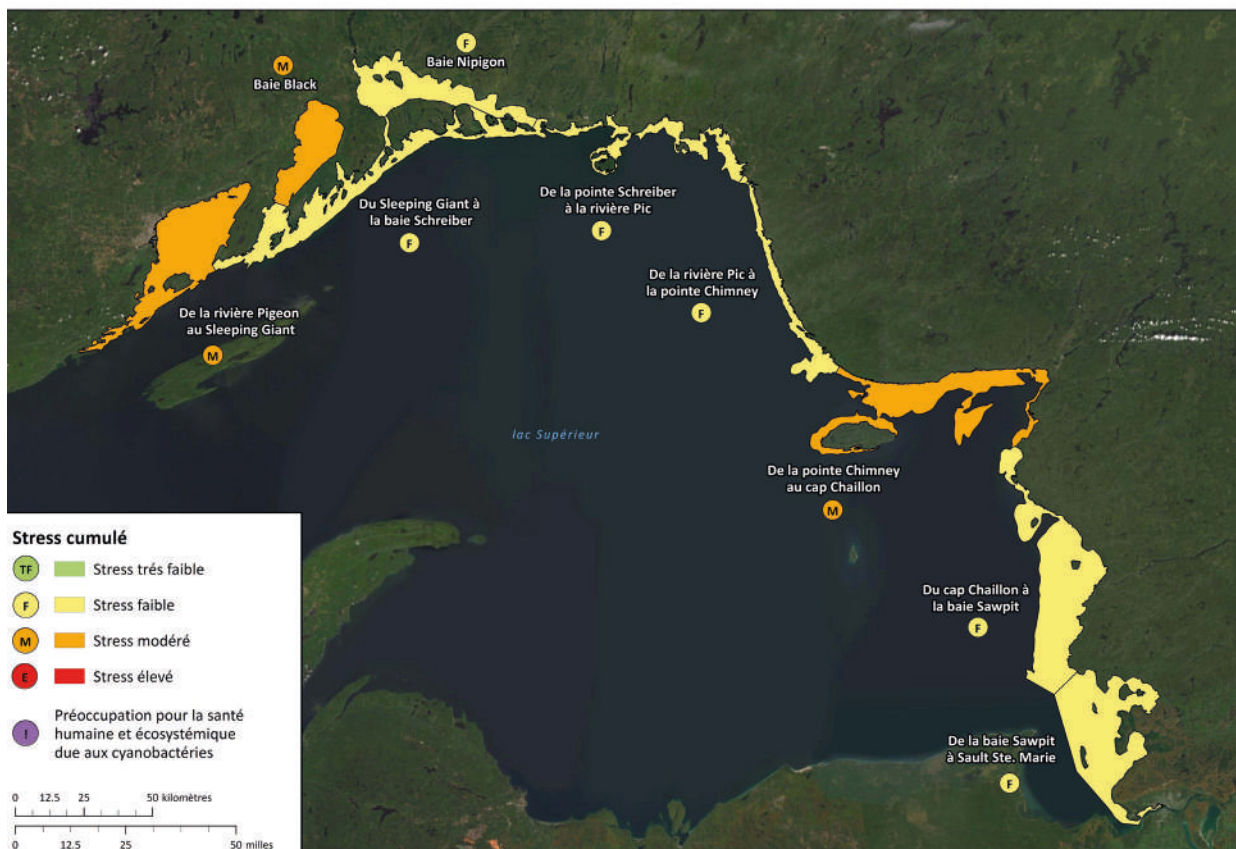 F
Baie Nipigon
M
Baie Black
Du Sleeping Giant à
la baie Schreiber
F
De la pointe Schreiber
à la rivière Pic
F
De la rivière Pic à
la pointe Chimney
F
De la rivière Pigeon
au Sleeping Giant
M
lac Supérieur
De la pointe Chimney
au cap Chaillon
M
Du cap Chaillon à
la baie Sawpit
F
De la baie Sawpit
à Sault Ste. Marie
F
Stress cumulé
TF Stress trés faible
F Stress faible
M Stress modéré
E Stress élevé
! Préoccupation pour la santé
humaine et écosystémique
due aux cyanobactéries
0 12.5 25 50 kilomètres
0 12.5 25 50 milles